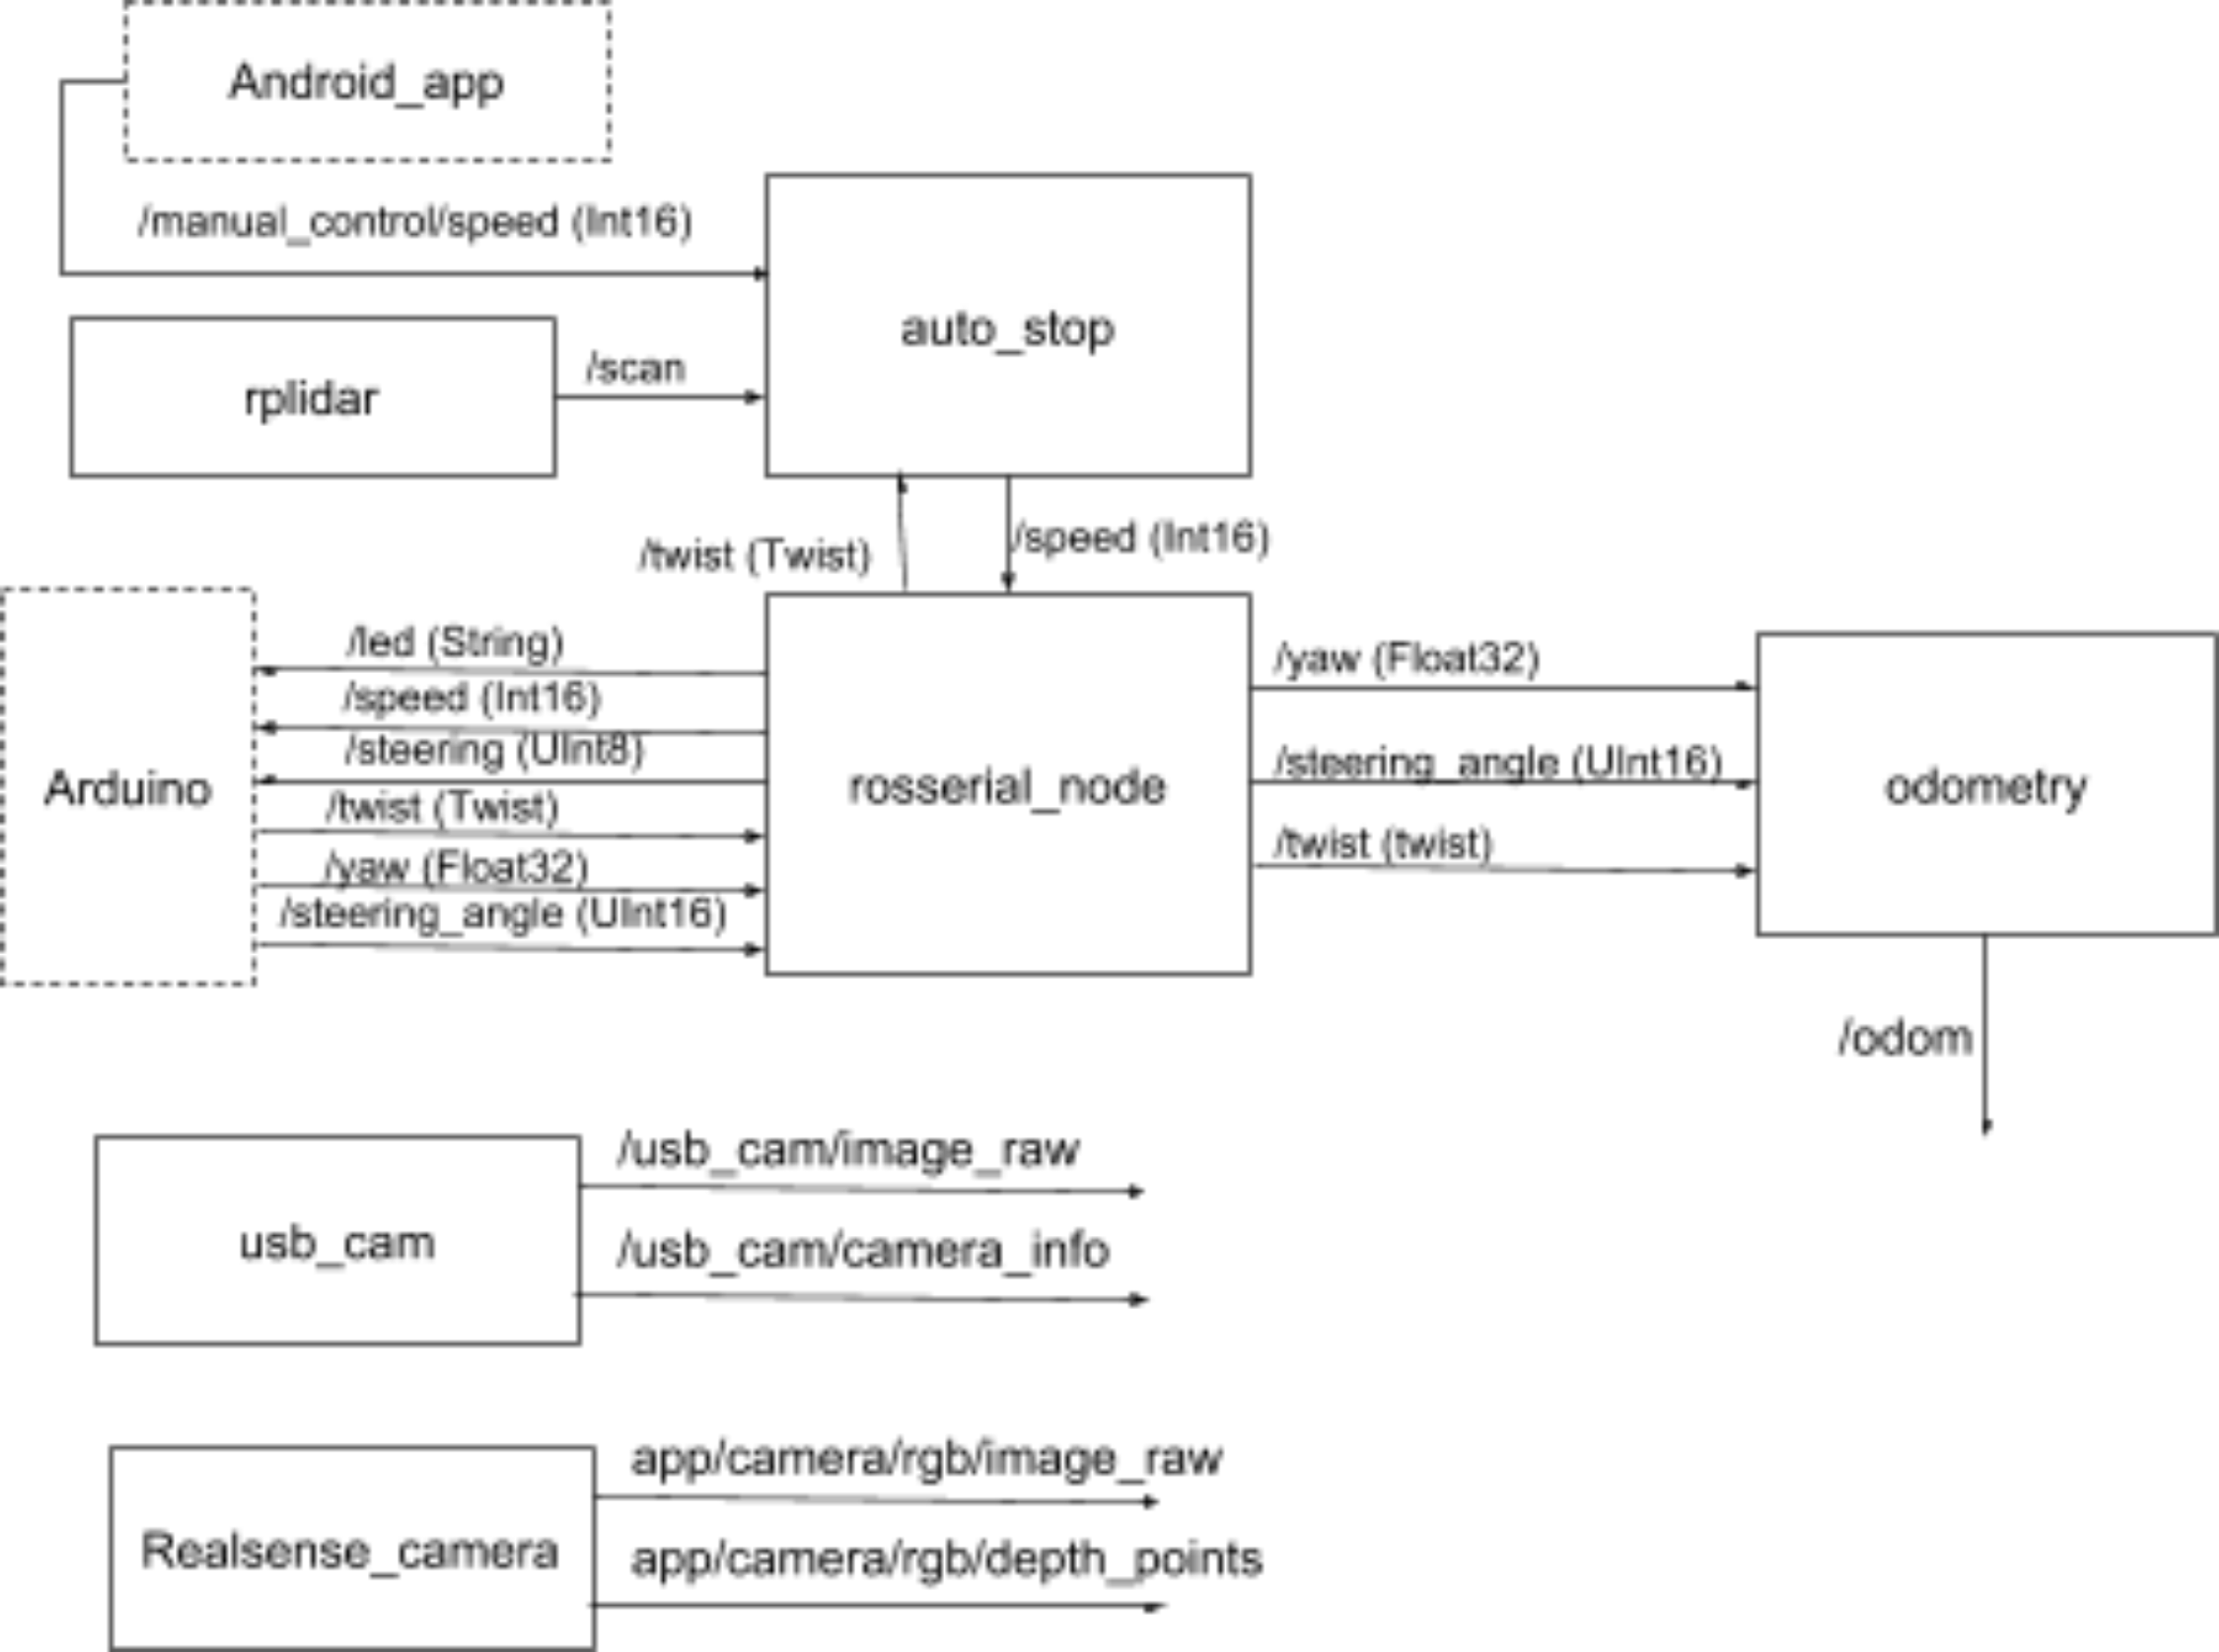 Android_app
/manual_control/speed (Int16)
auto_stop
/scan
rplidar
/twist (Twist)
/speed (Int16)
/led (String)
/speed (Int16)
/steering (UInt8)
/twist (Twist)
/yaw (Float32)
/steering_angle (UInt16)
Arduino
rosserial_node
/yaw (Float32)
/steering_angle (UInt16)
/twist (twist)
odometry
/odom
usb_cam
/usb_cam/image_raw
/usb_cam/camera_info
Realsense_camera
app/camera/rgb/image_raw
app/camera/rgb/depth_points